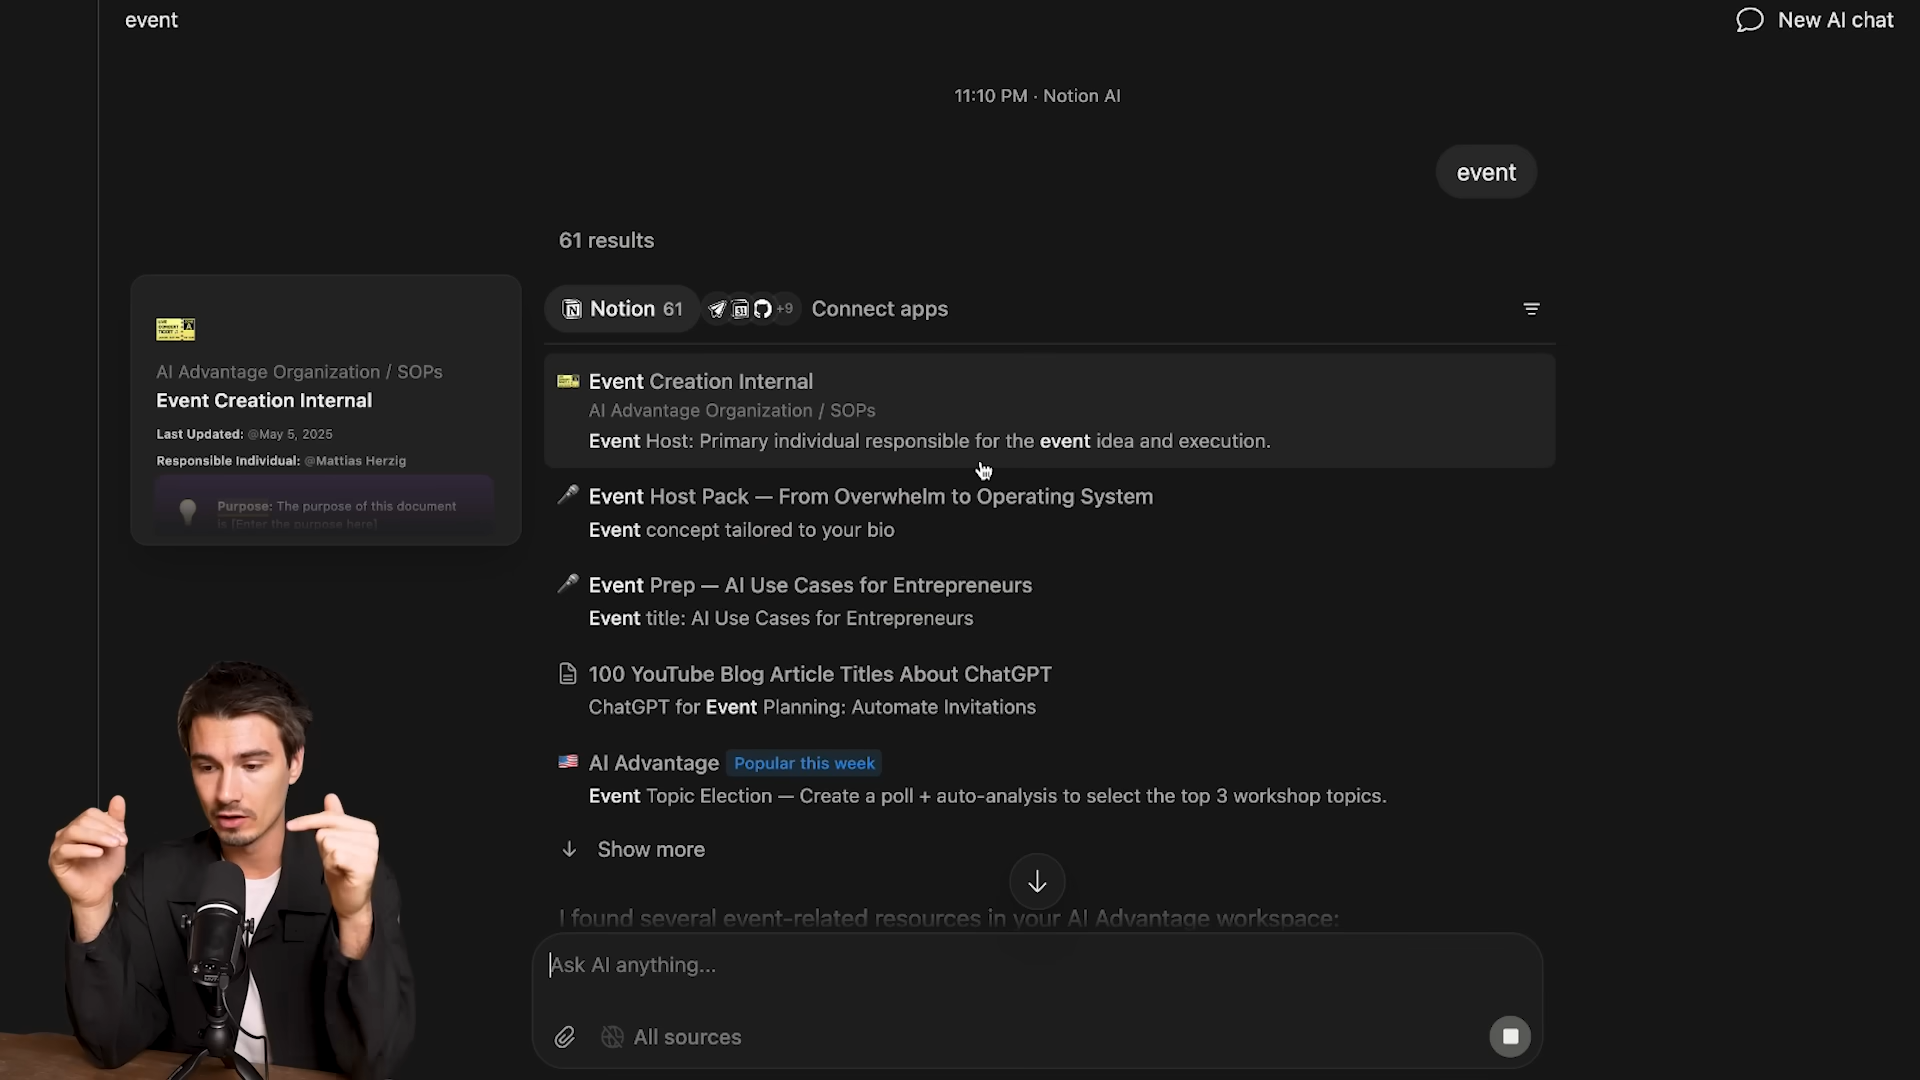 event
New AI chat
11:10 PM · Notion AI
event
61 results
Notion 61
31
+9
Connect apps
AI Advantage Organization / SOPs
Event Creation Internal
Last Updated: @May 5, 2025
Responsible Individual: @Mattias Herzig
Purpose: The purpose of this document
is [Enter the purpose here]
Event Creation Internal
AI Advantage Organization / SOPs
Event Host: Primary individual responsible for the event idea and execution.
Event Host Pack — From Overwhelm to Operating System
Event concept tailored to your bio
Event Prep — AI Use Cases for Entrepreneurs
Event title: AI Use Cases for Entrepreneurs
100 YouTube Blog Article Titles About ChatGPT
ChatGPT for Event Planning: Automate Invitations
AI Advantage Popular this week
Event Topic Election — Create a poll + auto-analysis to select the top 3 workshop topics.
Show more
I found several event-related resources in your AI Advantage workspace:
Ask AI anything...
All sources